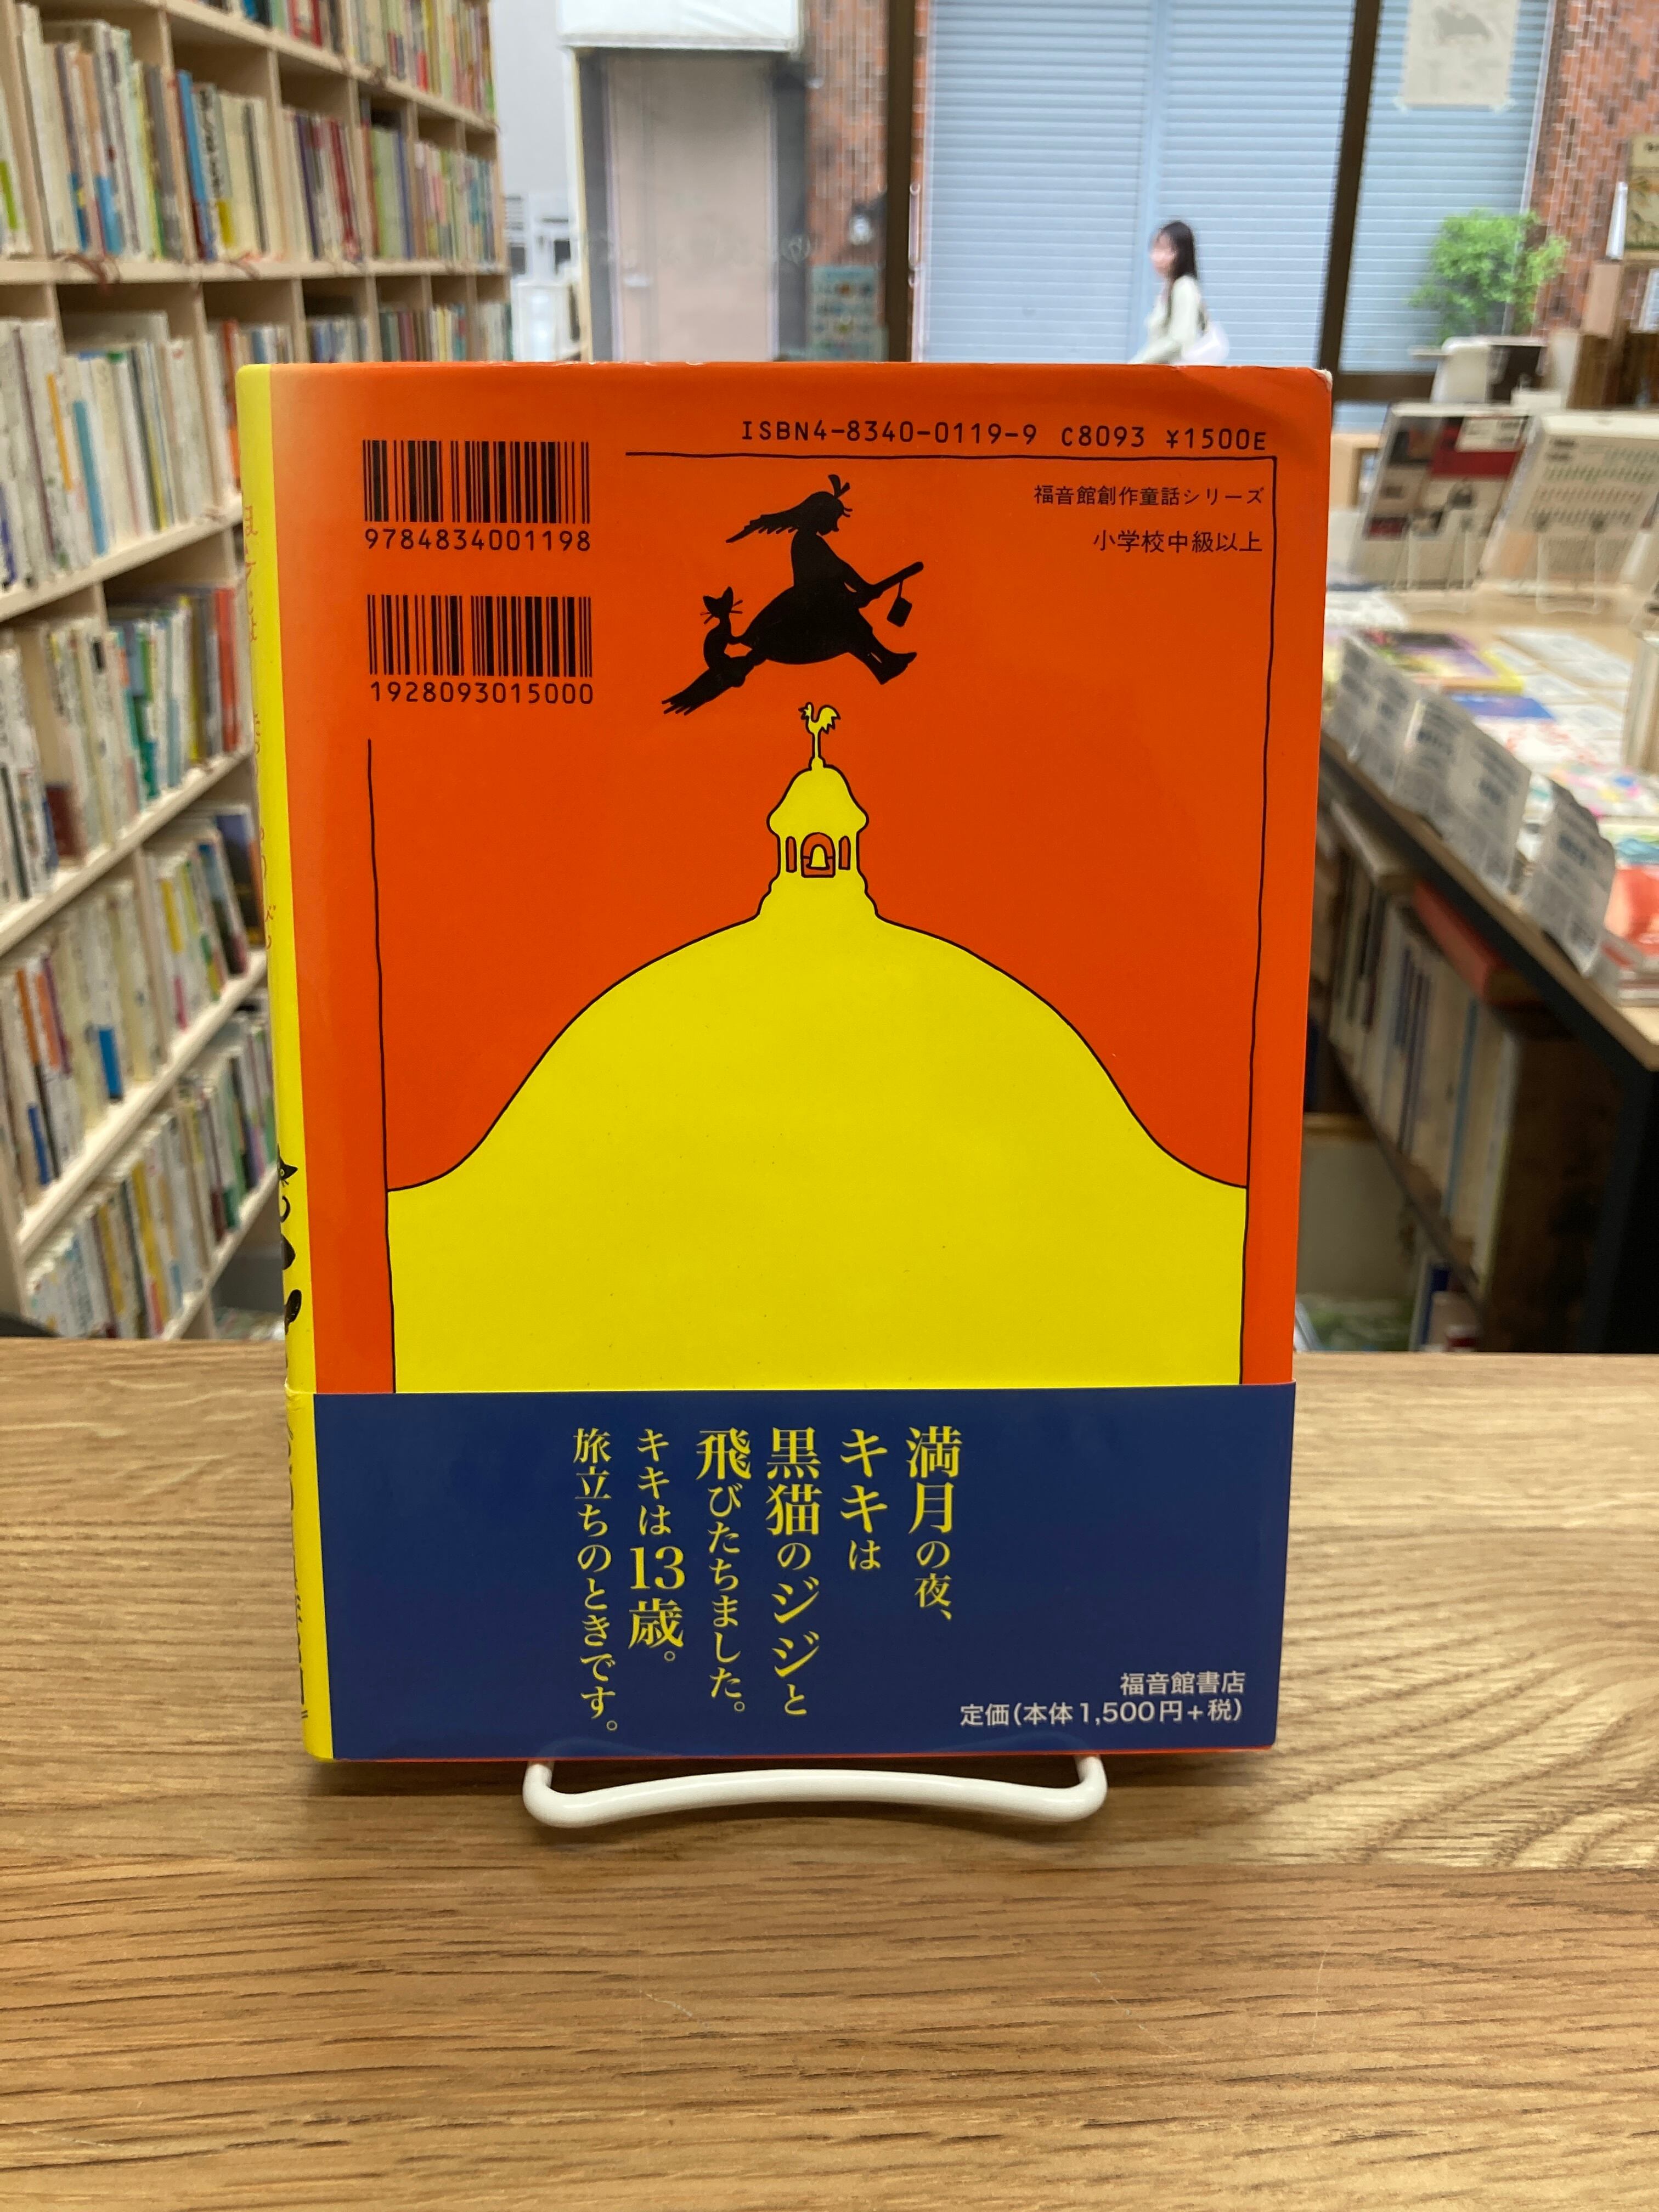 ISBN4-8340-0119-9 C8093 ¥1500E
福音館創作童話シリーズ
小学校中級以上
9784834001198
1928093015000
満月の夜、
キキは
黒猫のジジと
飛びたちました。
キキは13歳。
旅立ちのときです。
福音館書店
定価(本体1,500円+税)